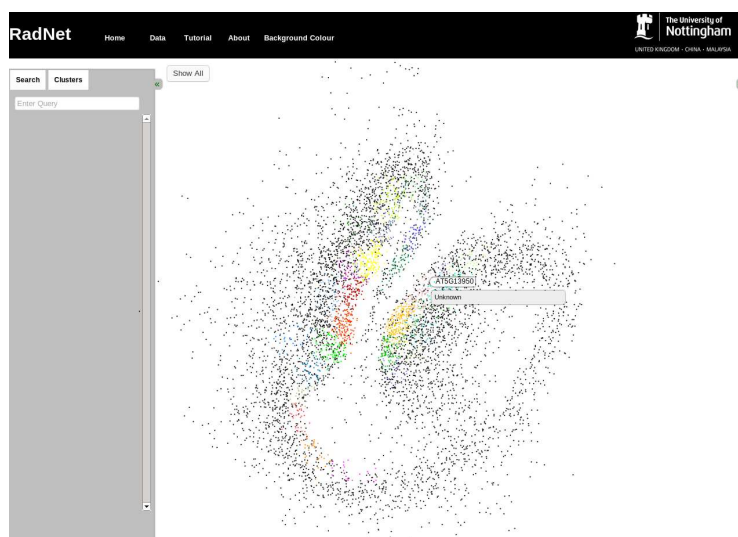 RadNet
Home Data Tutorial About Background Colour
The University of
Nottingham
UNITED KINGDOM · CHINA · MALAYSIA
Search Clusters
«
Show All
Enter Query
AT5G13950
Unknown